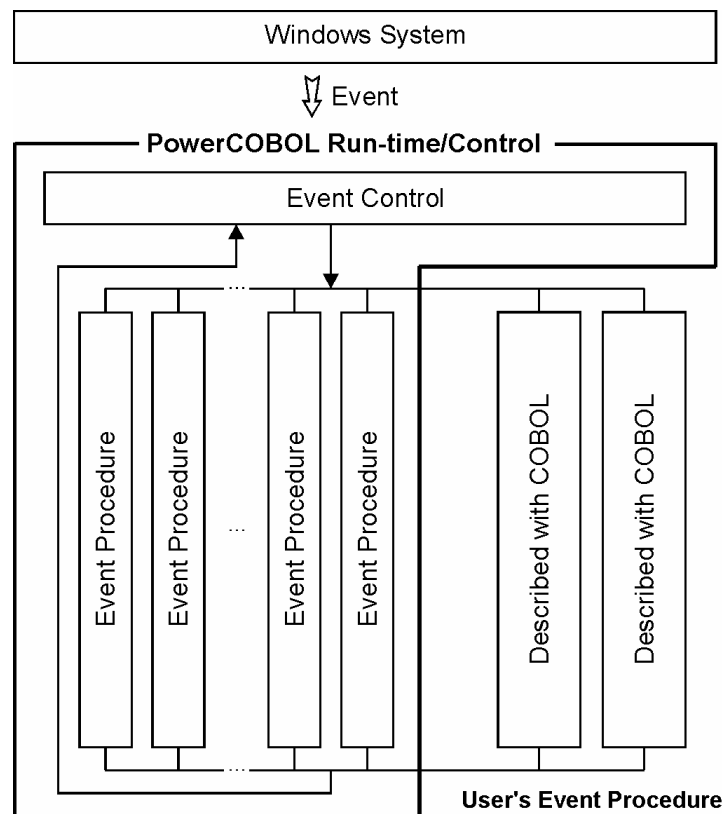 Windows System
Event
PowerCOBOL Run-time/Control
Event Control
...
Event Procedure
Event Procedure
...
Event Procedure
Event Procedure
Described with COBOL
Described with COBOL
...
User's Event Procedure